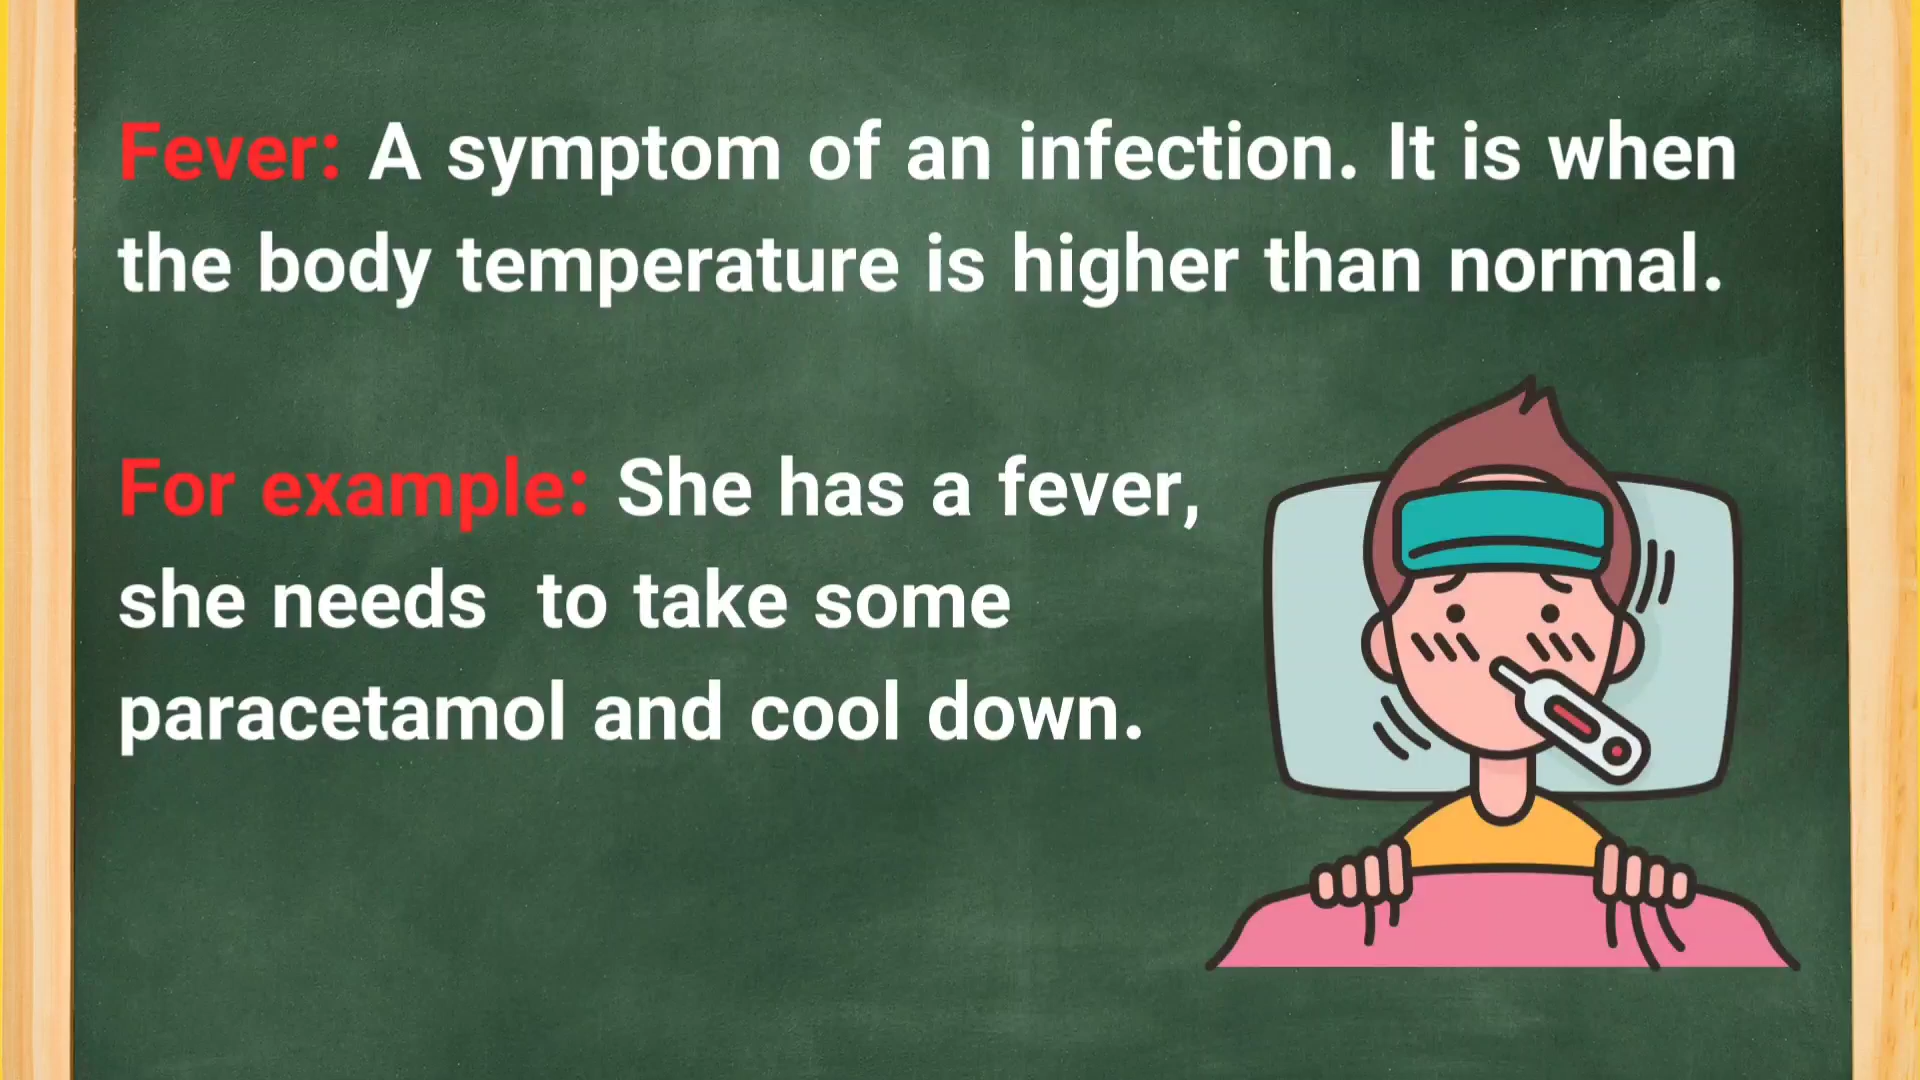 Fever: A symptom of an infection. It is when
the body temperature is higher than normal.
For example: She has a fever,
she needs  to take some
paracetamol and cool down.